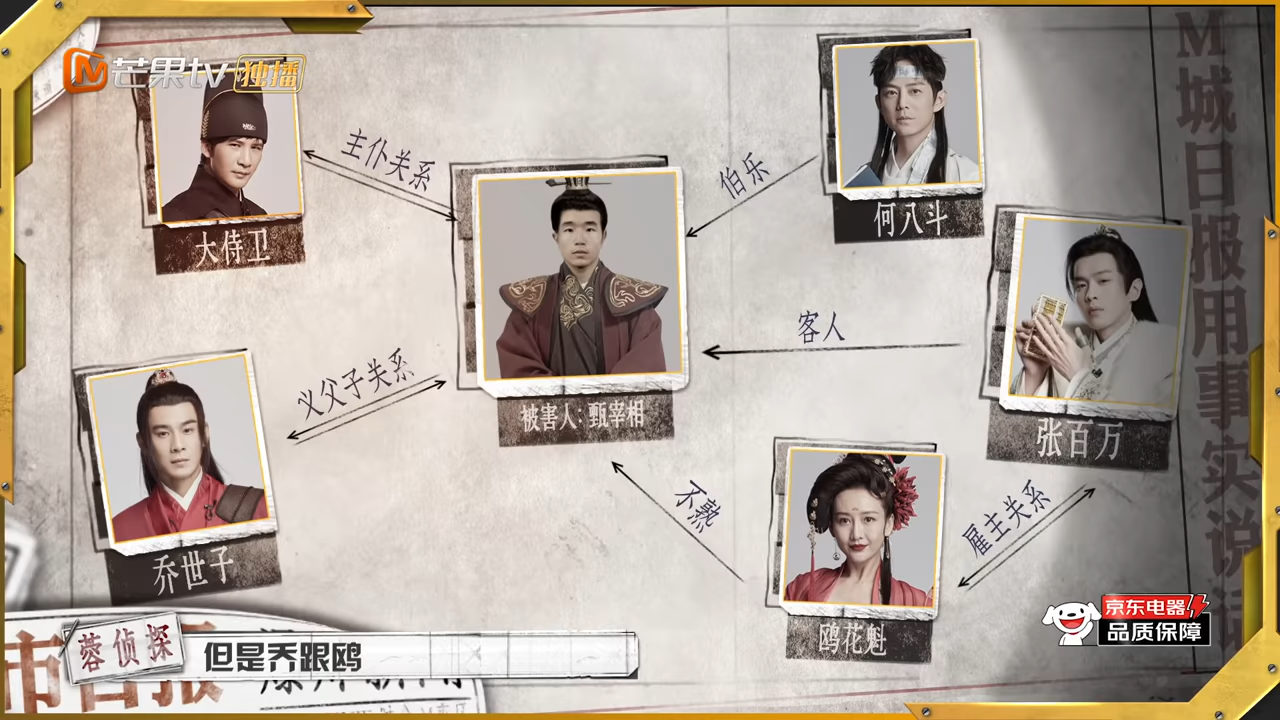 芒果tv 独播
主仆关系
伯乐
大侍卫
何八斗
客人
义父子关系
被害人:甄宰相
张百万
不熟
雇主关系
乔世子
鸥花魁
M城日报用事实说
京东电器
品质保障
蓉侦探
但是乔跟鸥